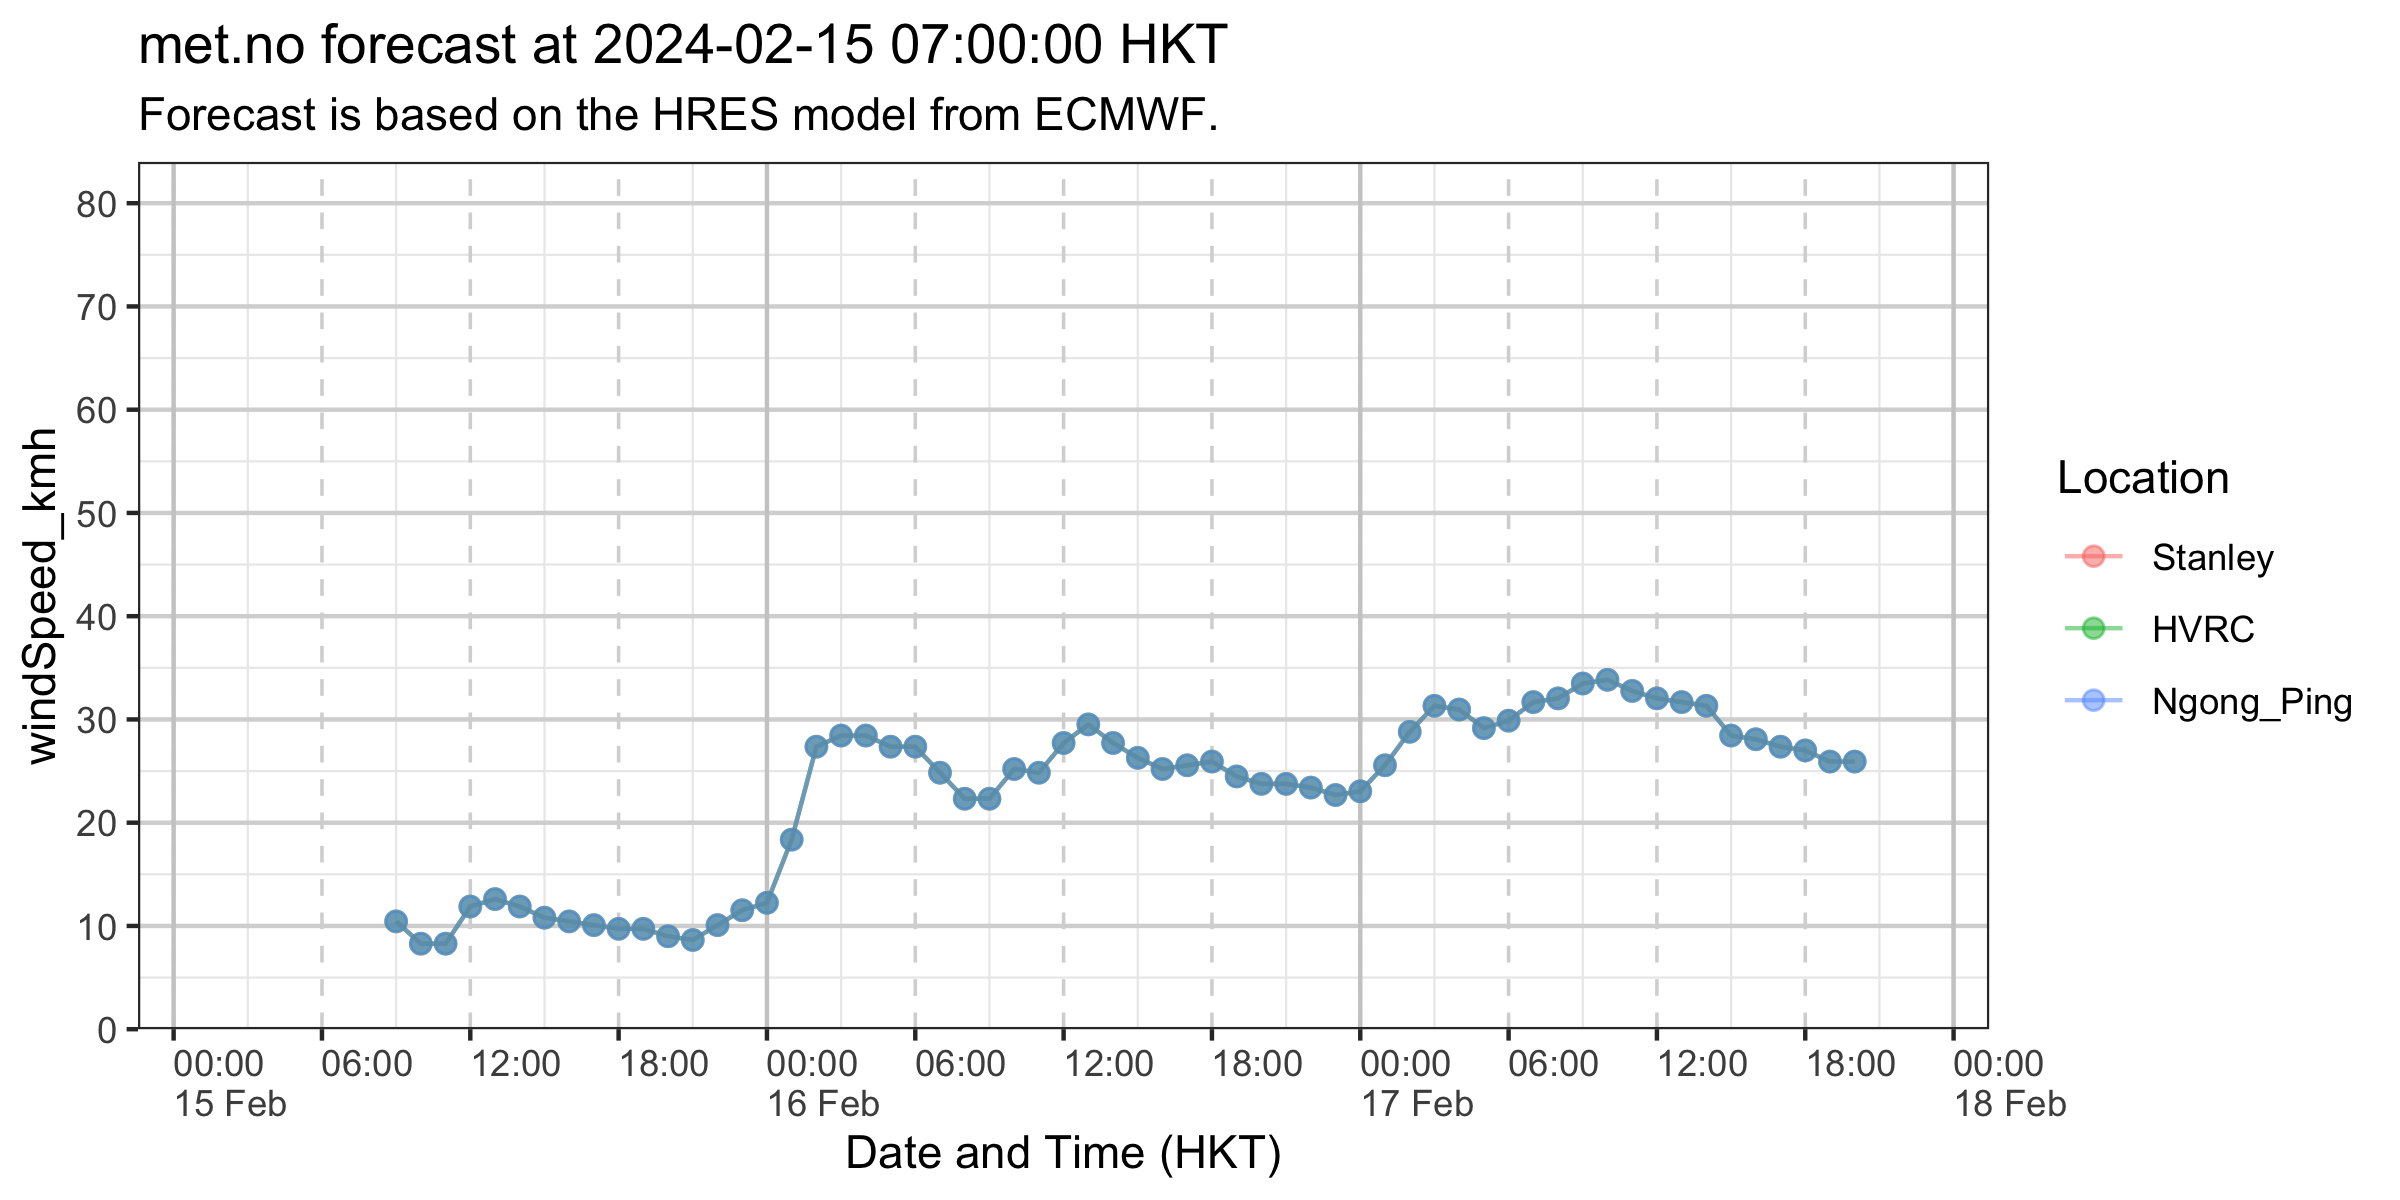 met.no forecast at 2024-02-15 07:00:00 HKT
Forecast is based on the HRES model from ECMWF.
windSpeed_kmh
80
70
60
50
40
30
20
10
0
00:00 06:00 12:00 18:00 00:00 06:00 12:00 18:00 00:00 06:00 12:00 18:00 00:00
15 Feb 16 Feb 17 Feb 18 Feb
Date and Time (HKT)
Location
Stanley
HVRC
Ngong_Ping